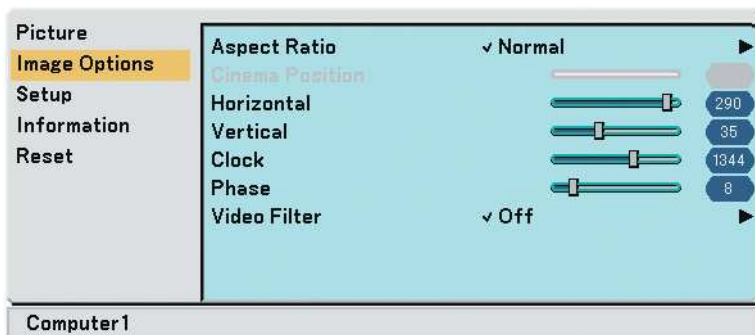 Picture
Image Options
Setup
Information
Reset
Aspect Ratio ✓ Normal
Cinema Position
Horizontal 290
Vertical 35
Clock 1344
Phase 8
Video Filter ✓ Off
Computer1